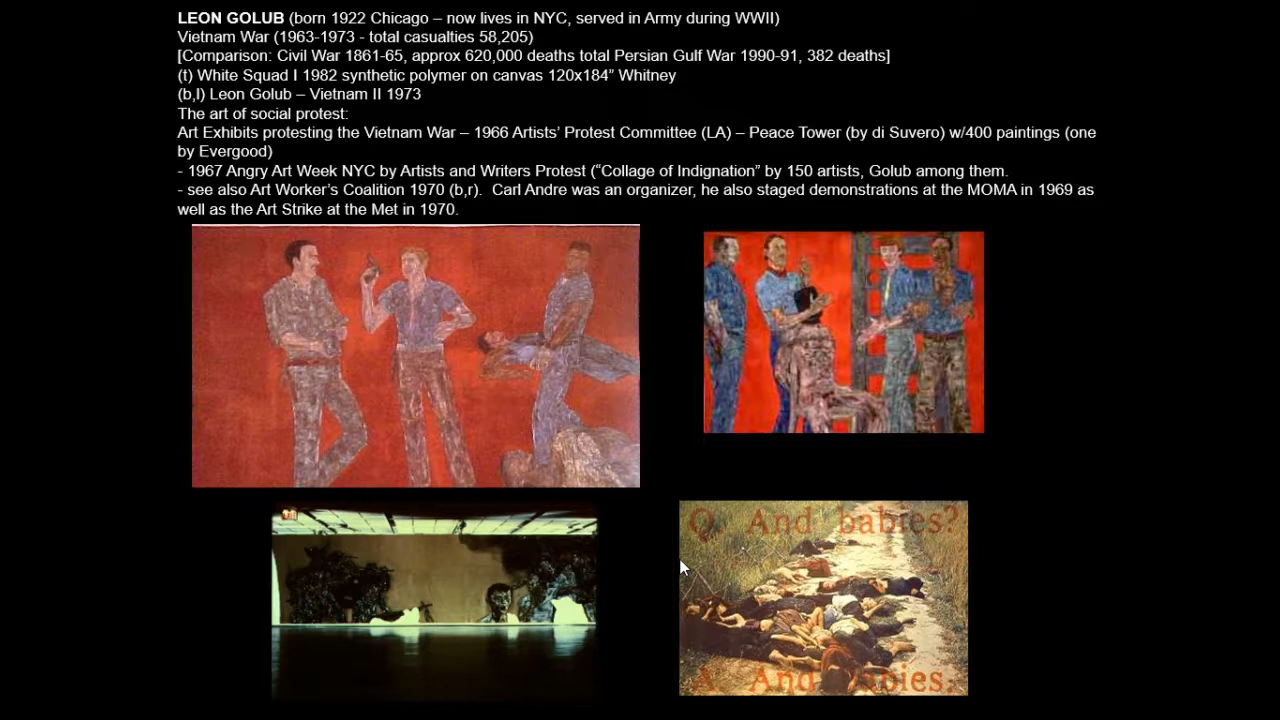 LEON GOLUB (born 1922 Chicago – now lives in NYC, served in Army during WWII)
Vietnam War (1963-1973 - total casualties 58,205)
[Comparison: Civil War 1861-65, approx 620,000 deaths total Persian Gulf War 1990-91, 382 deaths]
(t) White Squad I 1982 synthetic polymer on canvas 120x184” Whitney
(b,l) Leon Golub – Vietnam II 1973
The art of social protest:
Art Exhibits protesting the Vietnam War – 1966 Artists’ Protest Committee (LA) – Peace Tower (by di Suvero) w/400 paintings (one
by Evergood)
- 1967 Angry Art Week NYC by Artists and Writers Protest (“Collage of Indignation” by 150 artists, Golub among them.
- see also Art Worker’s Coalition 1970 (b,r).  Carl Andre was an organizer, he also staged demonstrations at the MOMA in 1969 as
well as the Art Strike at the Met in 1970.
Q. And babies?
A. And babies.